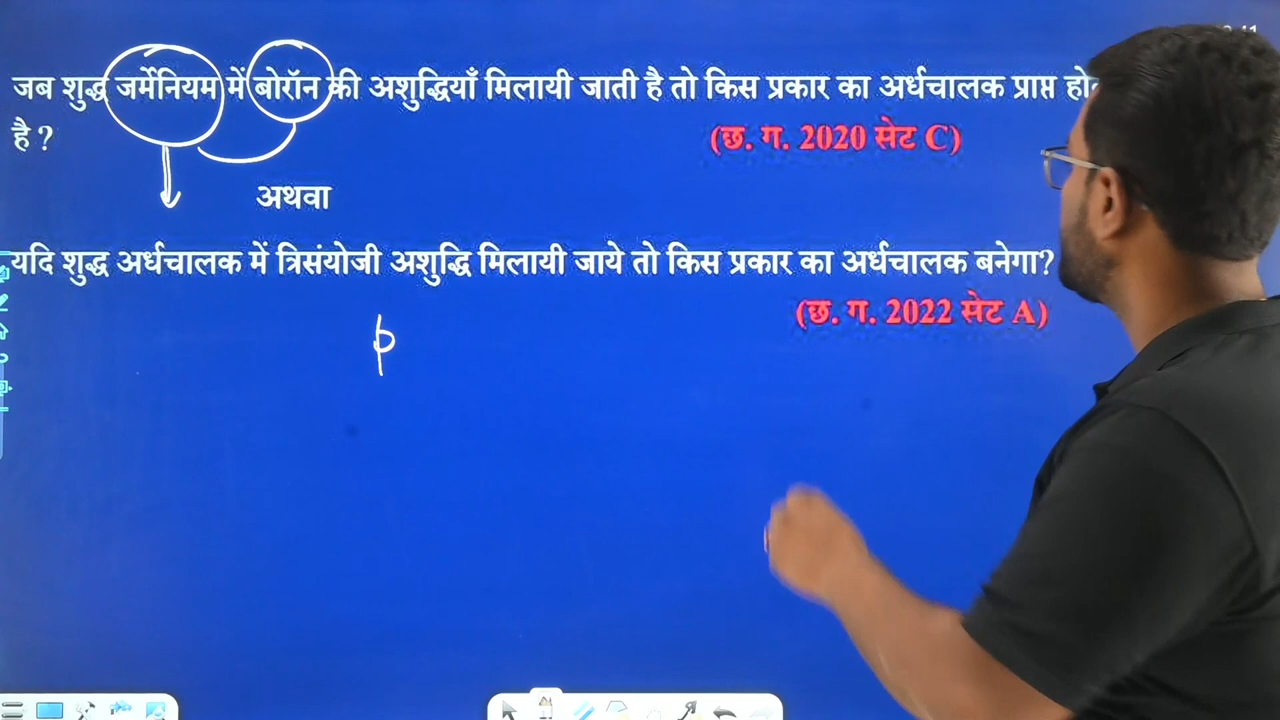 जब शुद्ध जर्मेनियम में बोरॉन की अशुद्धियाँ मिलायी जाती है तो किस प्रकार का अर्धचालक प्राप्त
है ?
(छ. ग. 2020 सेट C)
अथवा
यदि शुद्ध अर्धचालक में त्रिसंयोजी अशुद्धि मिलायी जाये तो किस प्रकार का अर्धचालक बनेगा?
(छ. ग. 2022 सेट A)
p